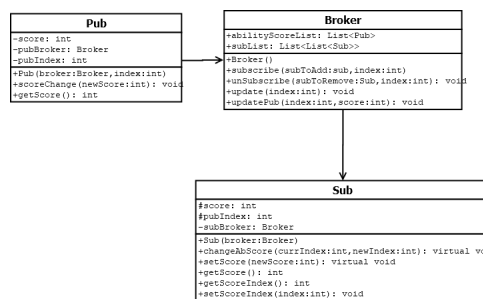 Pub
-score: int
-pubBroker: Broker
-pubIndex: int
+Pub(broker:Broker,index:int)
+scoreChange(newScore:int): void
+getScore(): int
Broker
+abilityScoreList: List<Pub>
+subList: List<List<Sub>>
+Broker()
+subscribe(subToAdd:sub,index:int)
+unSubscribe(subToRemove:Sub,index:int): void
+update(index:int): void
+updatePub(index:int,score:int): void
Sub
#score: int
#pubIndex: int
-subBroker: Broker
+Sub(broker:Broker)
+changeAbScore(currIndex:int,newIndex:int): virtual vo
+setScore(newScore:int): virtual void
+getScore(): int
+getScoreIndex(): int
+setScoreIndex(index:int): void